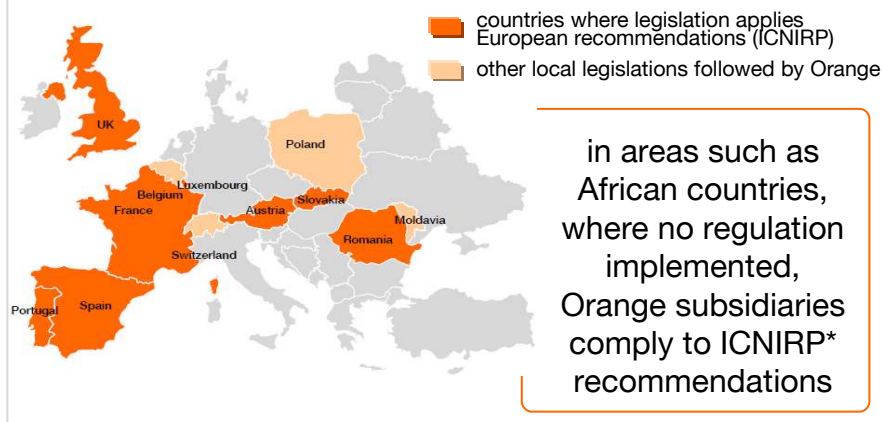 countries where legislation applies
European recommendations (ICNIRP)
other local legislations followed by Orange
UK
Poland
Luxembourg
Belgium
France
Austria
Slovakia
Moldavia
Romania
Switzerland
Portugal
Spain
in areas such as
African countries,
where no regulation
implemented,
Orange subsidiaries
comply to ICNIRP*
recommendations